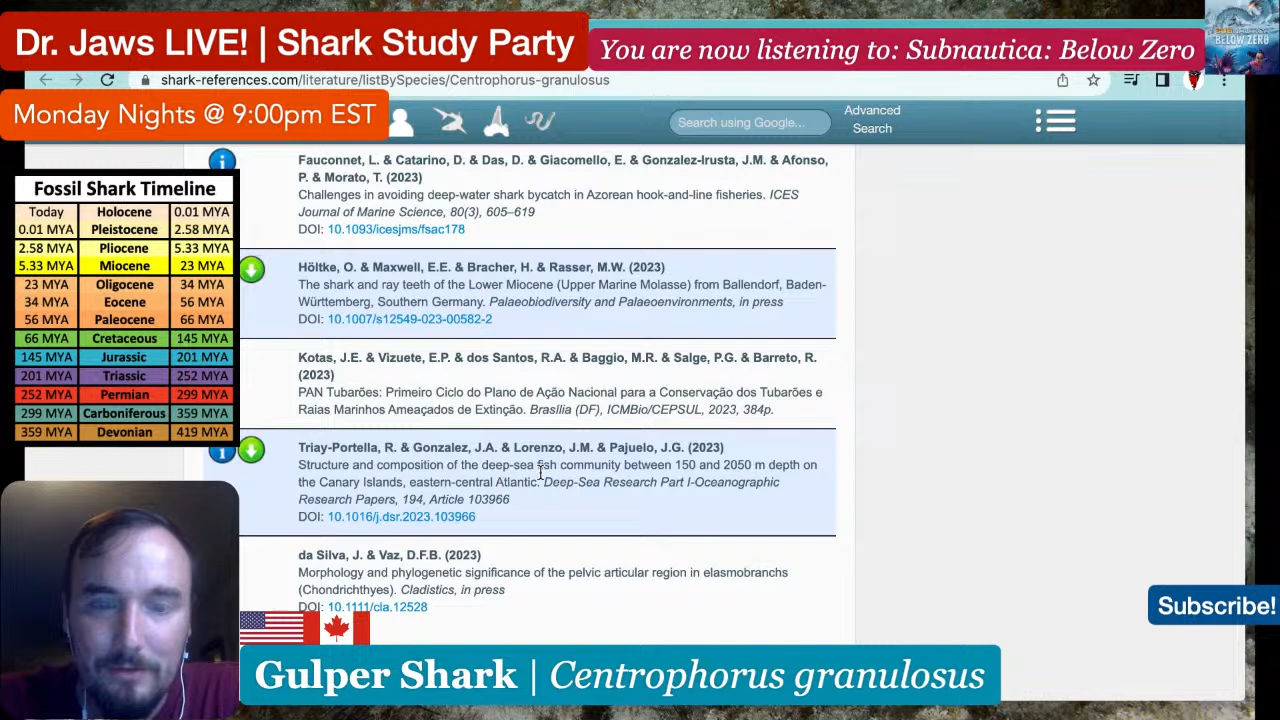 Dr. Jaws LIVE! | Shark Study Party
You are now listening to: Subnautica: Below Zero
BELOW ZERO
shark-references.com/literature/listBySpecies/Centrophorus-granulosus
Monday Nights @ 9:00pm EST
Search using Google...
Advanced
Search
Fauconnet, L. & Catarino, D. & Das, D. & Giacomello, E. & Gonzalez-Irusta, J.M. & Afonso,
P. & Morato, T. (2023)
Challenges in avoiding deep-water shark bycatch in Azorean hook-and-line fisheries. ICES
Journal of Marine Science, 80(3), 605–619
DOI: 10.1093/icesjms/fsac178
Höltke, O. & Maxwell, E.E. & Bracher, H. & Rasser, M.W. (2023)
The shark and ray teeth of the Lower Miocene (Upper Marine Molasse) from Ballendorf, Baden-
Württemberg, Southern Germany. Palaeobiodiversity and Palaeoenvironments, in press
DOI: 10.1007/s12549-023-00582-2
Kotas, J.E. & Vizuete, E.P. & dos Santos, R.A. & Baggio, M.R. & Salge, P.G. & Barreto, R.
(2023)
PAN Tubarões: Primeiro Ciclo do Plano de Ação Nacional para a Conservação dos Tubarões e
Raias Marinhos Ameaçados de Extinção. Brasília (DF), ICMBio/CEPSUL, 2023, 384p.
Triay-Portella, R. & Gonzalez, J.A. & Lorenzo, J.M. & Pajuelo, J.G. (2023)
Structure and composition of the deep-sea fish community between 150 and 2050 m depth on
the Canary Islands, eastern-central Atlantic. Deep-Sea Research Part I-Oceanographic
Research Papers, 194, Article 103966
DOI: 10.1016/j.dsr.2023.103966
da Silva, J. & Vaz, D.F.B. (2023)
Morphology and phylogenetic significance of the pelvic articular region in elasmobranchs
(Chondrichthyes). Cladistics, in press
DOI: 10.1111/cla.12528
Fossil Shark Timeline
Today Holocene 0.01 MYA
0.01 MYA Pleistocene 2.58 MYA
2.58 MYA Pliocene 5.33 MYA
5.33 MYA Miocene 23 MYA
23 MYA Oligocene 34 MYA
34 MYA Eocene 56 MYA
56 MYA Paleocene 66 MYA
66 MYA Cretaceous 145 MYA
145 MYA Jurassic 201 MYA
201 MYA Triassic 252 MYA
252 MYA Permian 299 MYA
299 MYA Carboniferous 359 MYA
359 MYA Devonian 419 MYA
Subscribe!
Gulper Shark | Centrophorus granulosus